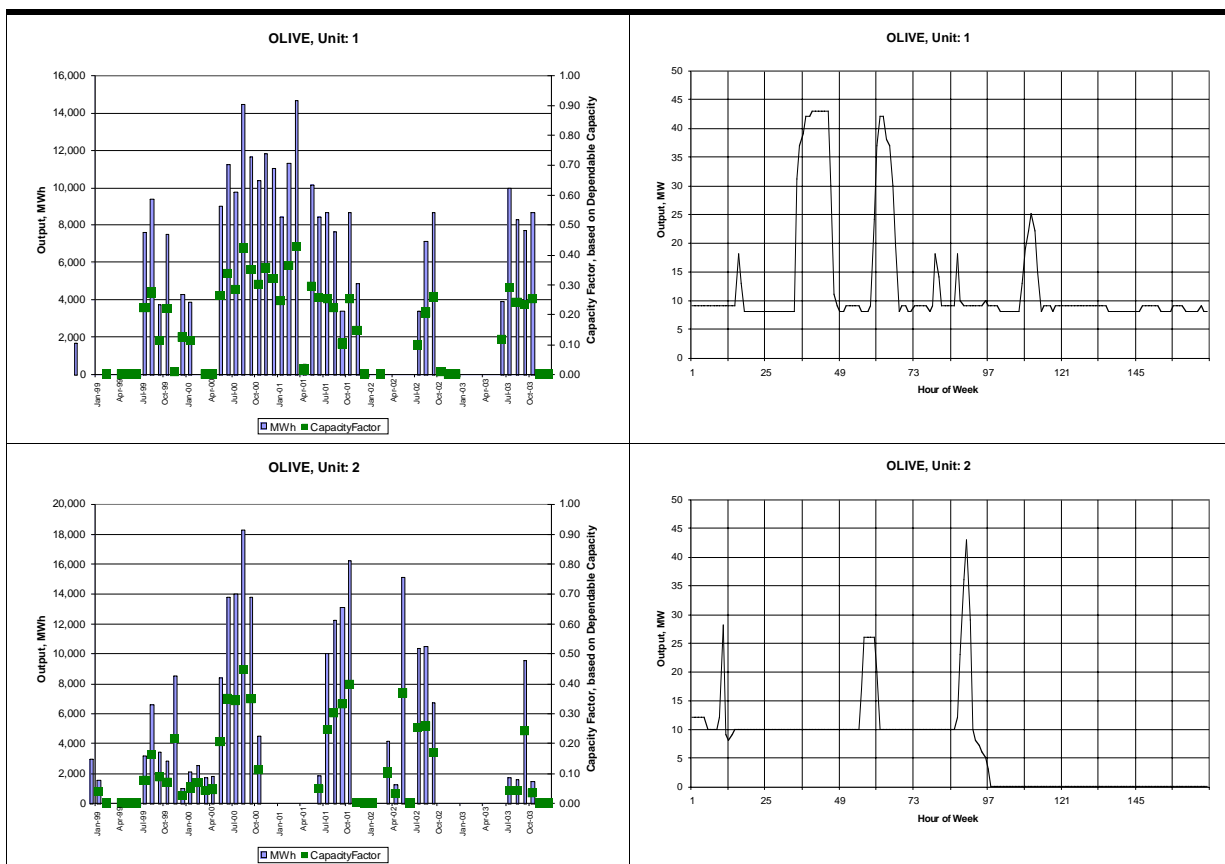 OLIVE, Unit: 1
16,000
14,000
12,000
10,000
8,000
6,000
4,000
2,000
0
Output, MWh
1.00
0.90
0.80
0.70
0.60
0.50
0.40
0.30
0.20
0.10
0.00
Capacity Factor, based on Dependable Capacity
Jan-99
Apr-99
Jul-99
Oct-99
Jan-00
Apr-00
Jul-00
Oct-00
Jan-01
Apr-01
Jul-01
Oct-01
Jan-02
Apr-02
Jul-02
Oct-02
Jan-03
Apr-03
Jul-03
Oct-03
MWh CapacityFactor
OLIVE, Unit: 1
50
45
40
35
30
25
20
15
10
5
0
Output, MW
1 25 49 73 97 121 145
Hour of Week
OLIVE, Unit: 2
20,000
18,000
16,000
14,000
12,000
10,000
8,000
6,000
4,000
2,000
0
Output, MWh
1.00
0.90
0.80
0.70
0.60
0.50
0.40
0.30
0.20
0.10
0.00
Capacity Factor, based on Dependable Capacity
Jan-99
Apr-99
Jul-99
Oct-99
Jan-00
Apr-00
Jul-00
Oct-00
Jan-01
Apr-01
Jul-01
Oct-01
Jan-02
Apr-02
Jul-02
Oct-02
Jan-03
Apr-03
Jul-03
Oct-03
MWh CapacityFactor
OLIVE, Unit: 2
50
45
40
35
30
25
20
15
10
5
0
Output, MW
1 25 49 73 97 121 145
Hour of Week